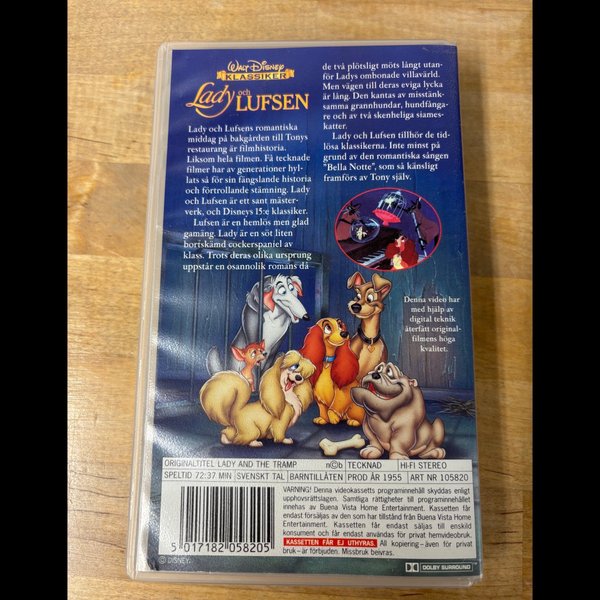 WALT DISNEY
KLASSIKER
Lady och
LUFSEN
Lady och Lufsens romantiska
middag på bakgården till Tonys
restaurang är filmhistoria.
Liksom hela filmen. Få tecknade
filmer har av generationer hyl-
lats så för sin fängslande historia
och förtrollande stämning. Lady
och Lufsen är ett sant mäster-
verk, och Disneys 15:e klassiker.
Lufsen är en hemlös men glad
gamäng. Lady är en söt liten
bortskämd cockerspaniel av
klass. Trots deras olika ursprung
uppstår en osannolik romans då
de två plötsligt möts långt utan-
för Ladys ombonade villavärld.
Men vägen till deras eviga lycka
är lång. Den kantas av misstänk-
samma grannhundar, hundfånga-
re och av två skenheliga siames-
katter.
Lady och Lufsen tillhör de tid-
lösa klassikerna. Inte minst på
grund av den romantiska sången
"Bella Notte", som så känsligt
framförs av Tony själv.
Denna video har
med hjälp av
digital teknik
återfått original-
filmens höga
kvalitet.
ORIGINALTITEL LADY AND THE TRAMP n©b TECKNAD HI-FI STEREO
SPELTID 72:37 MIN SVENSKT TAL BARNTILLÅTEN PROD ÅR 1955 ART NR 105820
VARNING! Denna videokassetts programinnehåll skyddas enligt
upphovsrättslagen. Samtliga rättigheter till programinnehållet
innehas av Buena Vista Home Entertainment. Kassetten får
endast försäljas av den som har tillstånd från Buena Vista Home
Entertainment. Kassetten får endast säljas till enskild
konsument och får endast användas för privat hemvideobruk.
KASSETTEN FÅR EJ UTHYRAS. All kopiering – även för privat
bruk – är förbjuden. Missbruk beivras.
5 017182 058205
© DISNEY.
DOLBY SURROUND